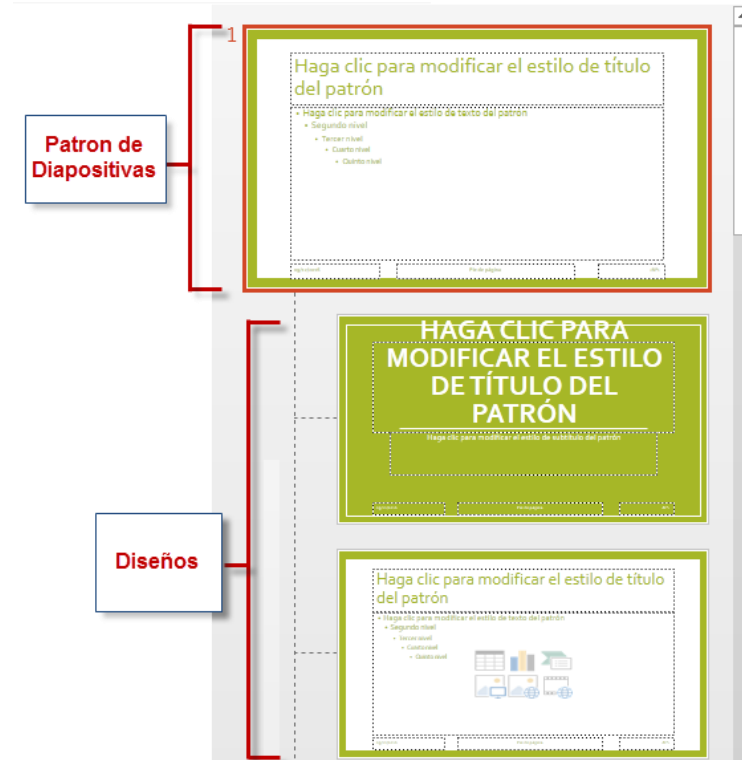 1
Haga clic para modificar el estilo de título
del patrón
• Haga clic para modificar el estilo de texto del patrón
• Segundo nivel
• Tercer nivel
• Cuarto nivel
• Quinto nivel
Pie de página
Patron de
Diapositivas
HAGA CLIC PARA
MODIFICAR EL ESTILO
DE TÍTULO DEL
PATRÓN
Haga clic para modificar el estilo de subtítulo del patrón
Pie de página
Diseños
Haga clic para modificar el estilo de título
del patrón
• Haga clic para modificar el estilo de texto del patrón
• Segundo nivel
• Tercer nivel
• Cuarto nivel
• Quinto nivel
Pie de página